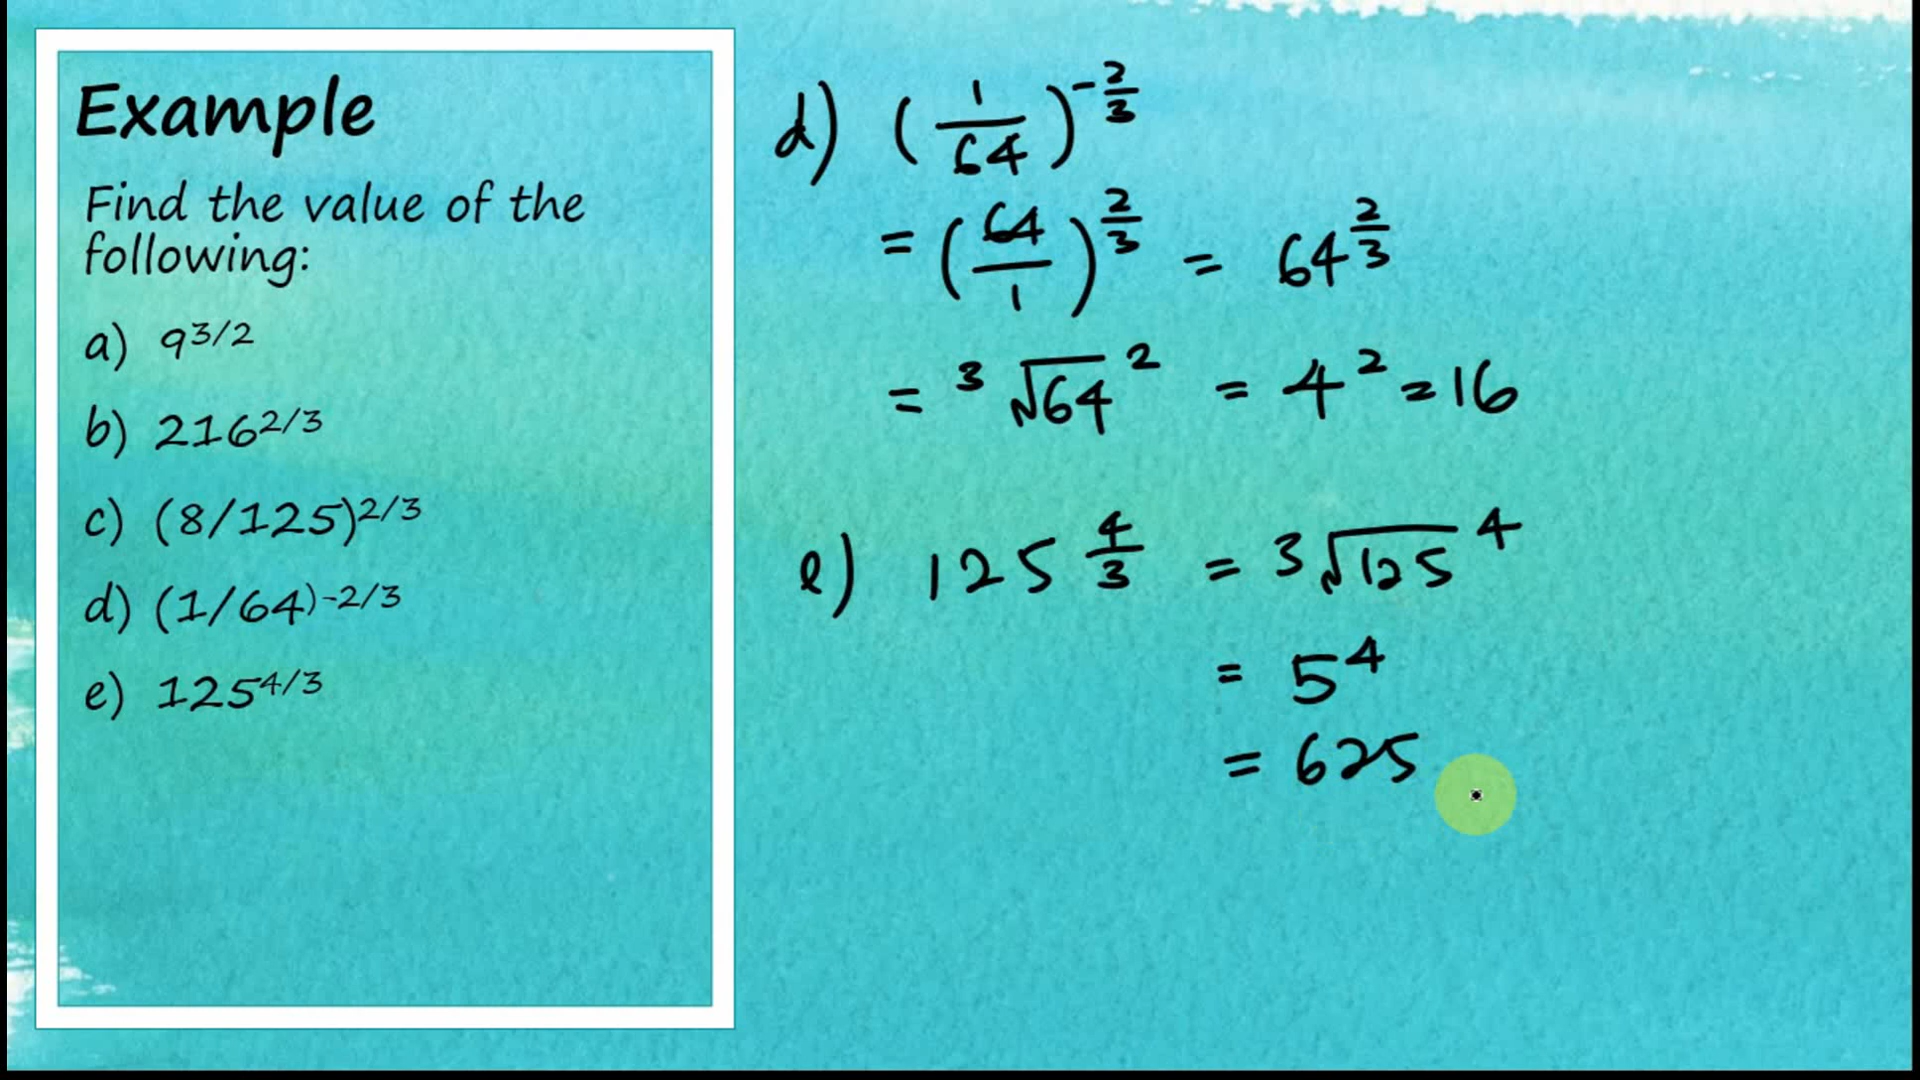 Example
Find the value of the
following:
a) 9^3/2
b) 216^2/3
c) (8/125)^2/3
d) (1/64)^-2/3
e) 125^4/3
d) (1/64)^-2/3
= (64/1)^2/3 = 64^2/3
= ³√64² = 4² = 16
e) 125^4/3 = 3√125⁴
= 5⁴
= 625